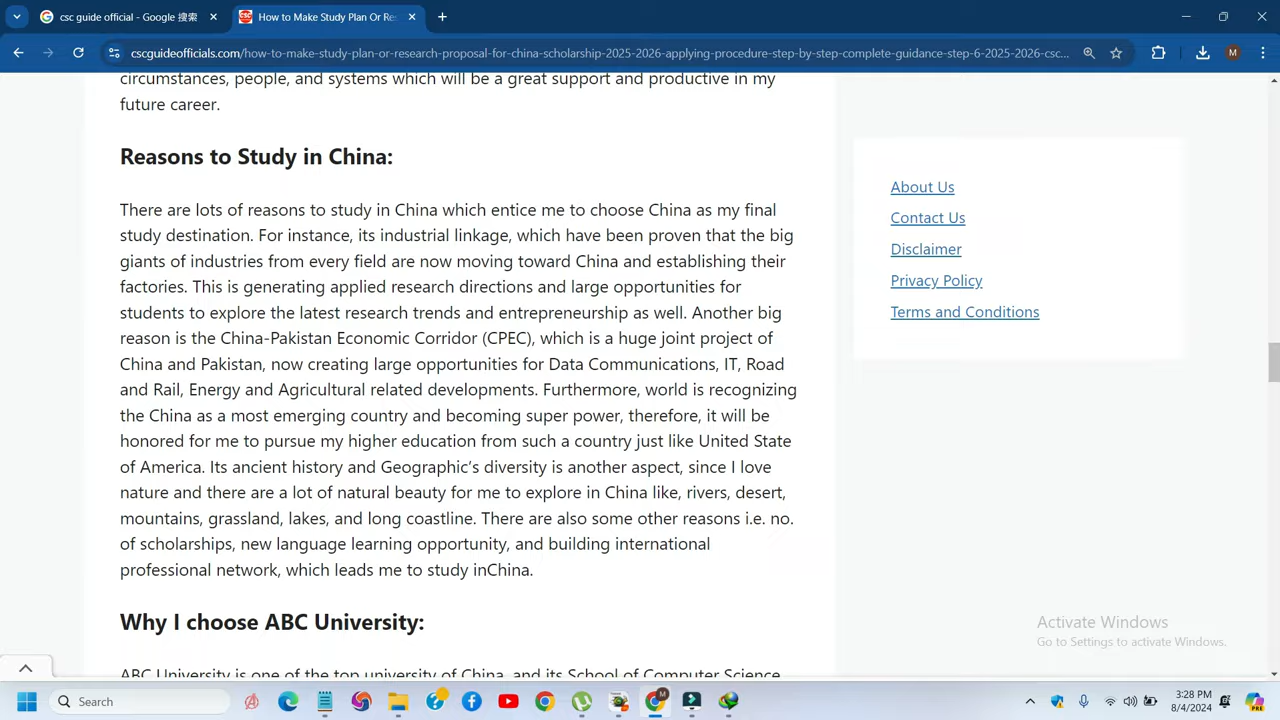 csc guide official - Google 搜索
How to Make Study Plan Or Re
cscguideofficials.com/how-to-make-study-plan-or-research-proposal-for-china-scholarship-2025-2026-applying-procedure-step-by-step-complete-guidance-step-6-2025-2026-csc...
M
circumstances, people, and systems which will be a great support and productive in my
future career.
Reasons to Study in China:
There are lots of reasons to study in China which entice me to choose China as my final
study destination. For instance, its industrial linkage, which have been proven that the big
giants of industries from every field are now moving toward China and establishing their
factories. This is generating applied research directions and large opportunities for
students to explore the latest research trends and entrepreneurship as well. Another big
reason is the China-Pakistan Economic Corridor (CPEC), which is a huge joint project of
China and Pakistan, now creating large opportunities for Data Communications, IT, Road
and Rail, Energy and Agricultural related developments. Furthermore, world is recognizing
the China as a most emerging country and becoming super power, therefore, it will be
honored for me to pursue my higher education from such a country just like United State
of America. Its ancient history and Geographic's diversity is another aspect, since I love
nature and there are a lot of natural beauty for me to explore in China like, rivers, desert,
mountains, grassland, lakes, and long coastline. There are also some other reasons i.e. no.
of scholarships, new language learning opportunity, and building international
professional network, which leads me to study inChina.
Why I choose ABC University:
ABC University is one of the top university of China, and its School of Computer Science
About Us
Contact Us
Disclaimer
Privacy Policy
Terms and Conditions
Activate Windows
Go to Settings to activate Windows.
Search
3:28 PM
8/4/2024